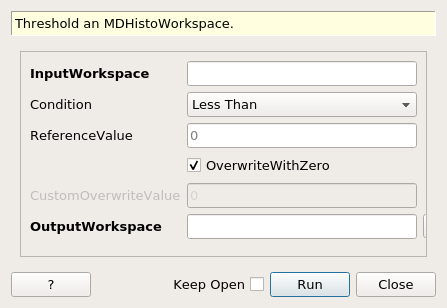 Threshold an MDHistoWorkspace.
InputWorkspace
Condition Less Than
ReferenceValue 0
OverwriteWithZero
CustomOverwriteValue 0
OutputWorkspace
? Keep Open Run Close